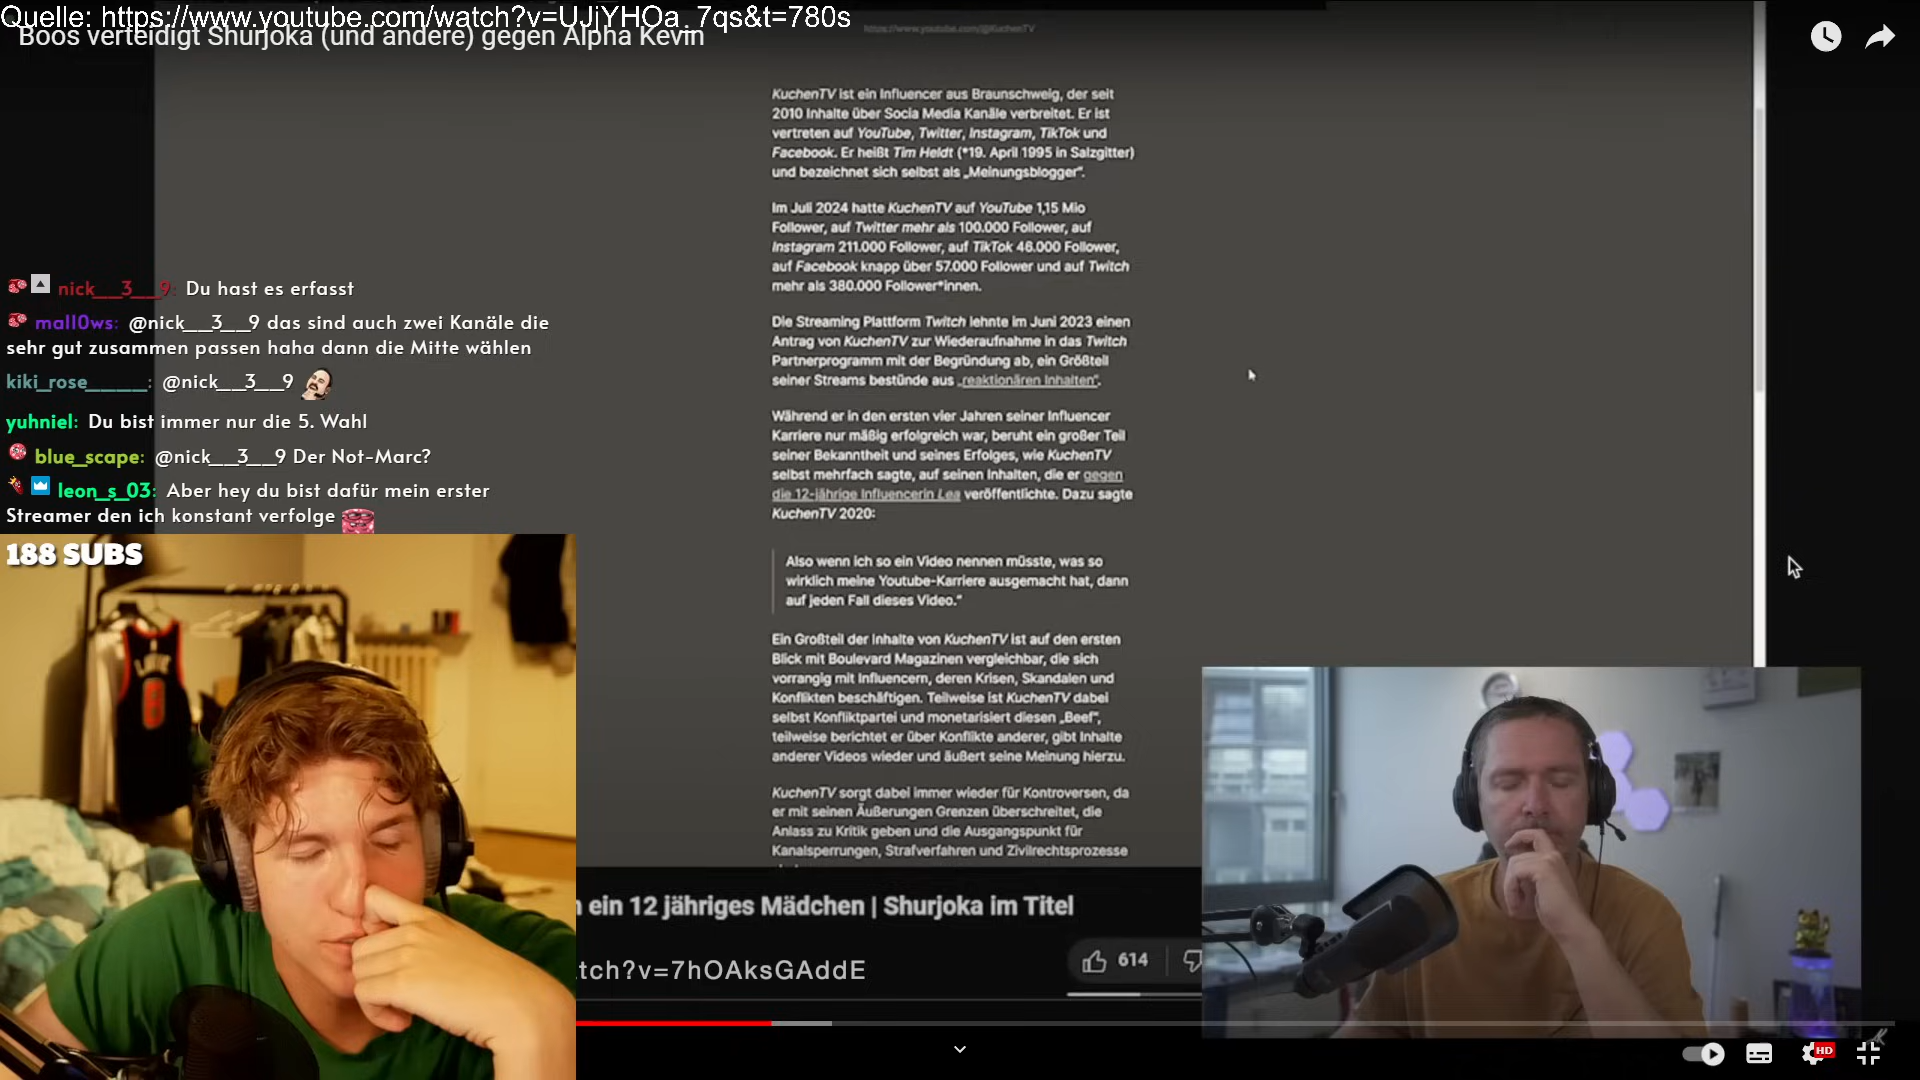 Quelle: https://www.youtube.com/watch?v=UJjYHOa_7qs&t=780s
Boos verteidigt Shurjoka (und andere) gegen Alpha Kevin
https://www.youtube.com/@KuchenTV
KuchenTV ist ein Influencer aus Braunschweig, der seit
2010 Inhalte über Socia Media Kanäle verbreitet. Er ist
vertreten auf YouTube, Twitter, Instagram, TikTok und
Facebook. Er heißt Tim Heldt (*19. April 1995 in Salzgitter)
und bezeichnet sich selbst als „Meinungsblogger“.
Im Juli 2024 hatte KuchenTV auf YouTube 1,15 Mio
Follower, auf Twitter mehr als 100.000 Follower, auf
Instagram 211.000 Follower, auf TikTok 46.000 Follower,
auf Facebook knapp über 57.000 Follower und auf Twitch
mehr als 380.000 Follower*innen.
Die Streaming Plattform Twitch lehnte im Juni 2023 einen
Antrag von KuchenTV zur Wiederaufnahme in das Twitch
Partnerprogramm mit der Begründung ab, ein Größteil
seiner Streams bestünde aus „reaktionären Inhalten“.
Während er in den ersten vier Jahren seiner Influencer
Karriere nur mäßig erfolgreich war, beruht ein großer Teil
seiner Bekanntheit und seines Erfolges, wie KuchenTV
selbst mehrfach sagte, auf seinen Inhalten, die er gegen
die 12-jährige Influencerin Lea veröffentlichte. Dazu sagte
KuchenTV 2020:
Also wenn ich so ein Video nennen müsste, was so
wirklich meine Youtube-Karriere ausgemacht hat, dann
auf jeden Fall dieses Video.“
Ein Großteil der Inhalte von KuchenTV ist auf den ersten
Blick mit Boulevard Magazinen vergleichbar, die sich
vorrangig mit Influencern, deren Krisen, Skandalen und
Konflikten beschäftigen. Teilweise ist KuchenTV dabei
selbst Konfliktpartei und monetarisiert diesen „Beef“,
teilweise berichtet er über Konflikte anderer, gibt Inhalte
anderer Videos wieder und äußert seine Meinung hierzu.
KuchenTV sorgt dabei immer wieder für Kontroversen, da
er mit seinen Äußerungen Grenzen überschreitet, die
Anlass zu Kritik geben und die Ausgangspunkt für
Kanalsperrungen, Strafverfahren und Zivilrechtsprozesse
nick__3__9: Du hast es erfasst
mall0ws: @nick__3__9 das sind auch zwei Kanäle die
sehr gut zusammen passen haha dann die Mitte wählen
kiki_rose____: @nick__3__9
yuhniel: Du bist immer nur die 5. Wahl
blue_scape: @nick__3__9 Der Not-Marc?
leon_s_03: Aber hey du bist dafür mein erster
Streamer den ich konstant verfolge
188 SUBS
ein 12 jähriges Mädchen | Shurjoka im Titel
tch?v=7hOAksGAddE
614
HD